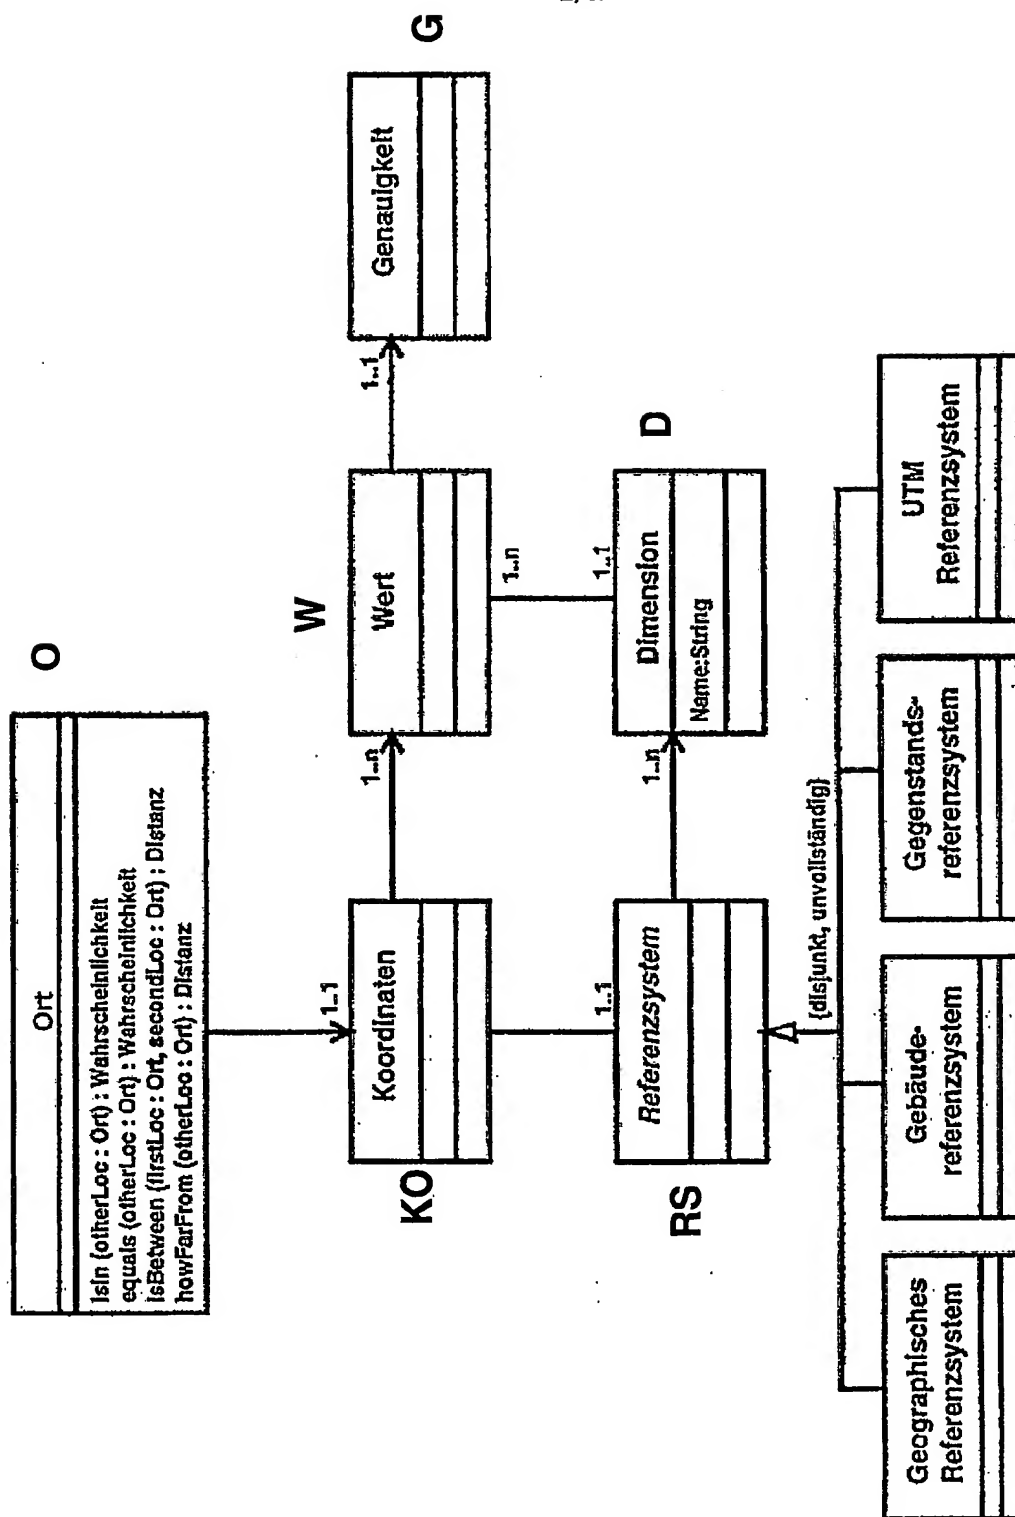 O
Ort
isIn (otherLoc : Ort) : Wahrscheinlichkeit
equals (otherLoc : Ort) : Wahrscheinlichkeit
isBetween (firstLoc : Ort, secondLoc : Ort) : Distanz
howFarFrom (otherLoc : Ort) : Distanz
1..1
KO
Koordinaten
1..n
W
Wert
1..1
G
Genauigkeit
1..n
1..1
1..1
RS
Referenzsystem
1..n
D
Dimension
Name:String
{disjunkt, unvollständig}
Geographisches
Referenzsystem
Gebäude-
referenzsystem
Gegenstands-
referenzsystem
UTM
Referenzsystem